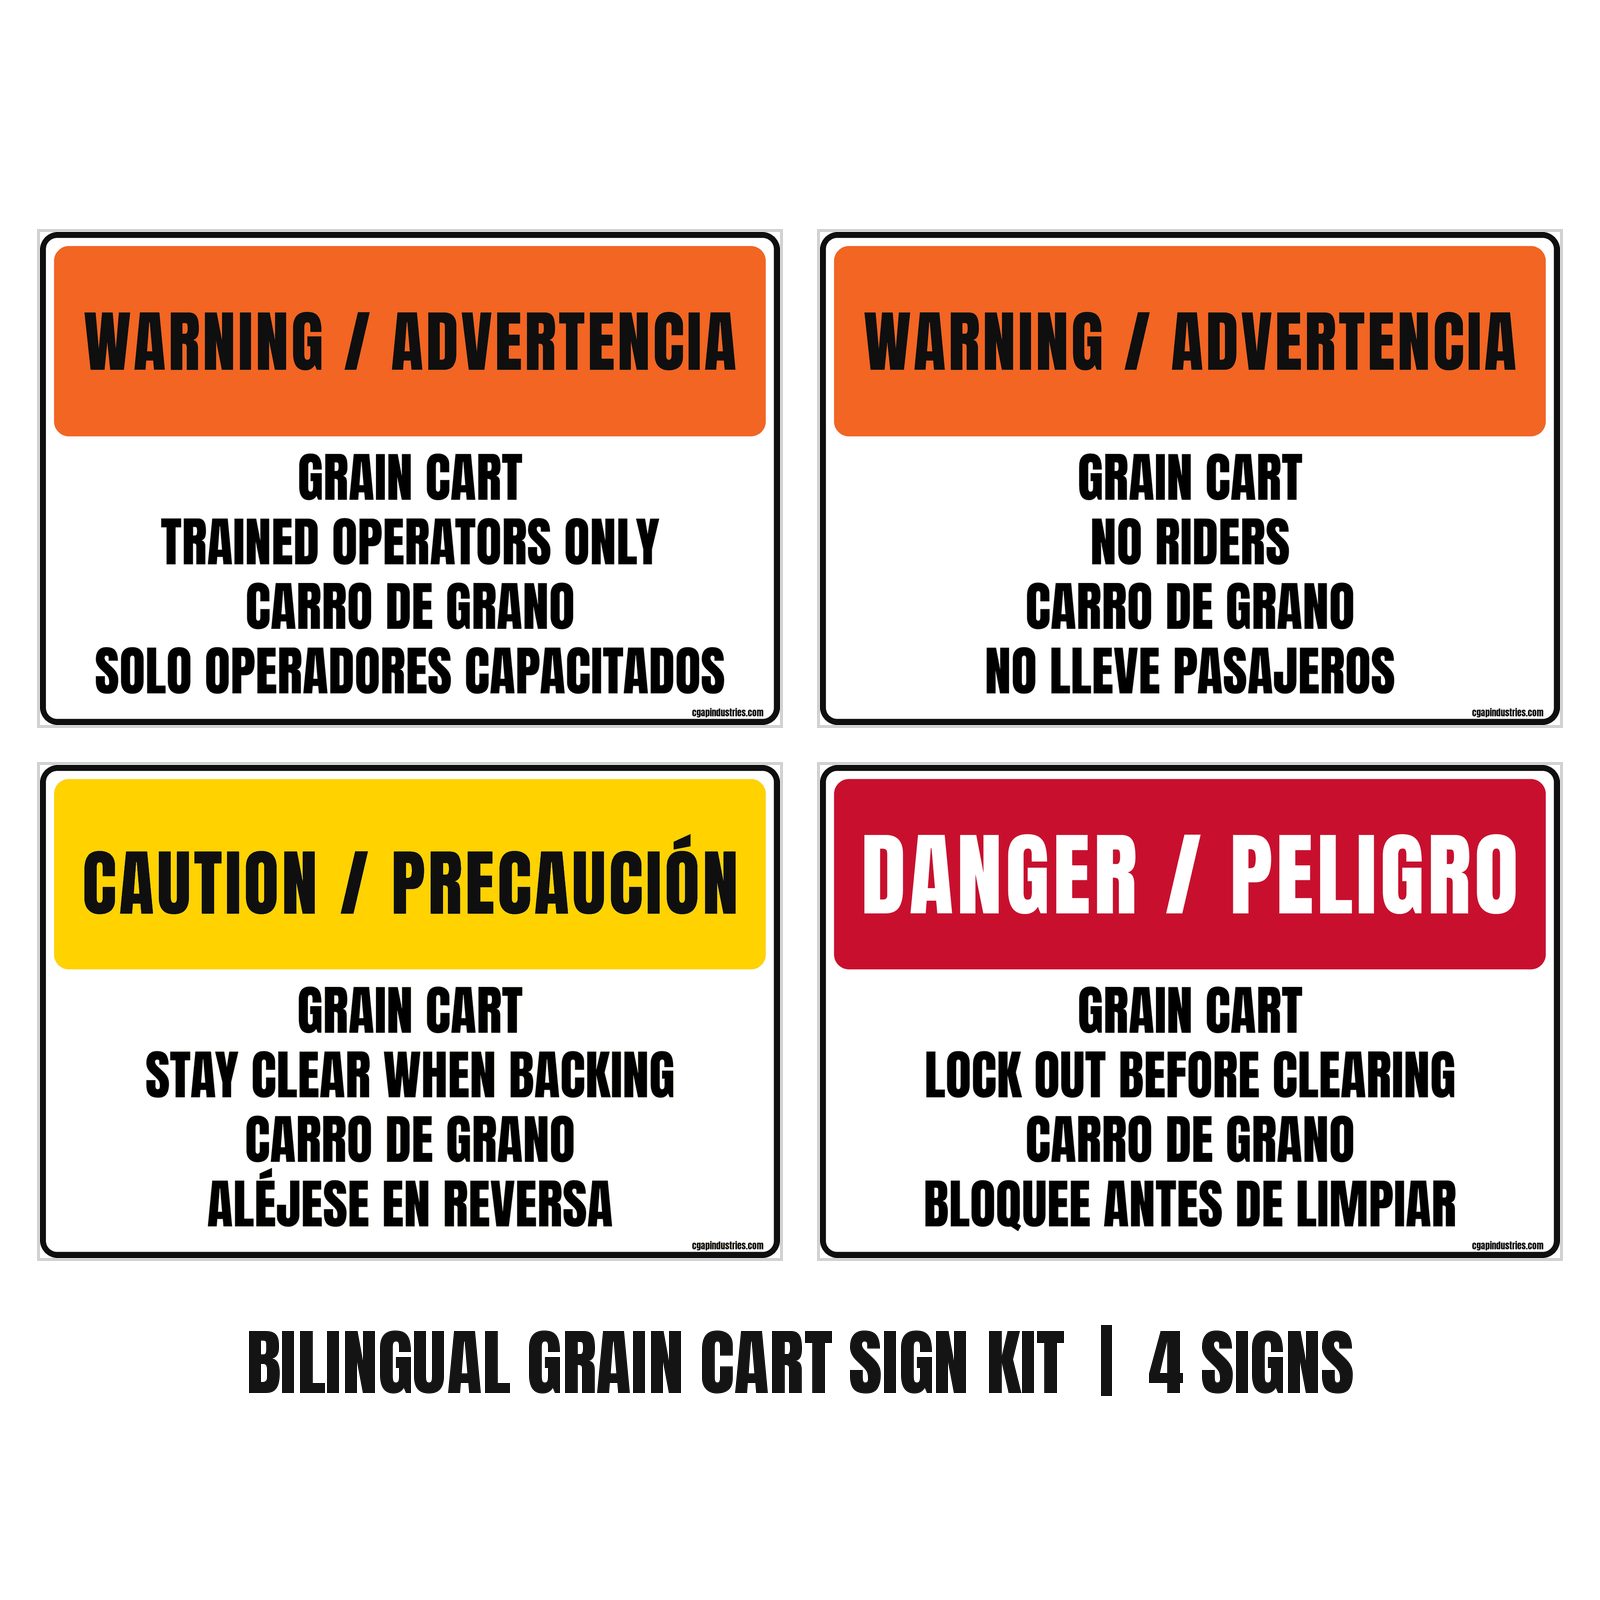 WARNING / ADVERTENCIA
GRAIN CART
TRAINED OPERATORS ONLY
CARRO DE GRANO
SOLO OPERADORES CAPACITADOS
cgapindustries.com
WARNING / ADVERTENCIA
GRAIN CART
NO RIDERS
CARRO DE GRANO
NO LLEVE PASAJEROS
cgapindustries.com
CAUTION / PRECAUCIÓN
GRAIN CART
STAY CLEAR WHEN BACKING
CARRO DE GRANO
ALÉJESE EN REVERSA
cgapindustries.com
DANGER / PELIGRO
GRAIN CART
LOCK OUT BEFORE CLEARING
CARRO DE GRANO
BLOQUEE ANTES DE LIMPIAR
cgapindustries.com
BILINGUAL GRAIN CART SIGN KIT | 4 SIGNS